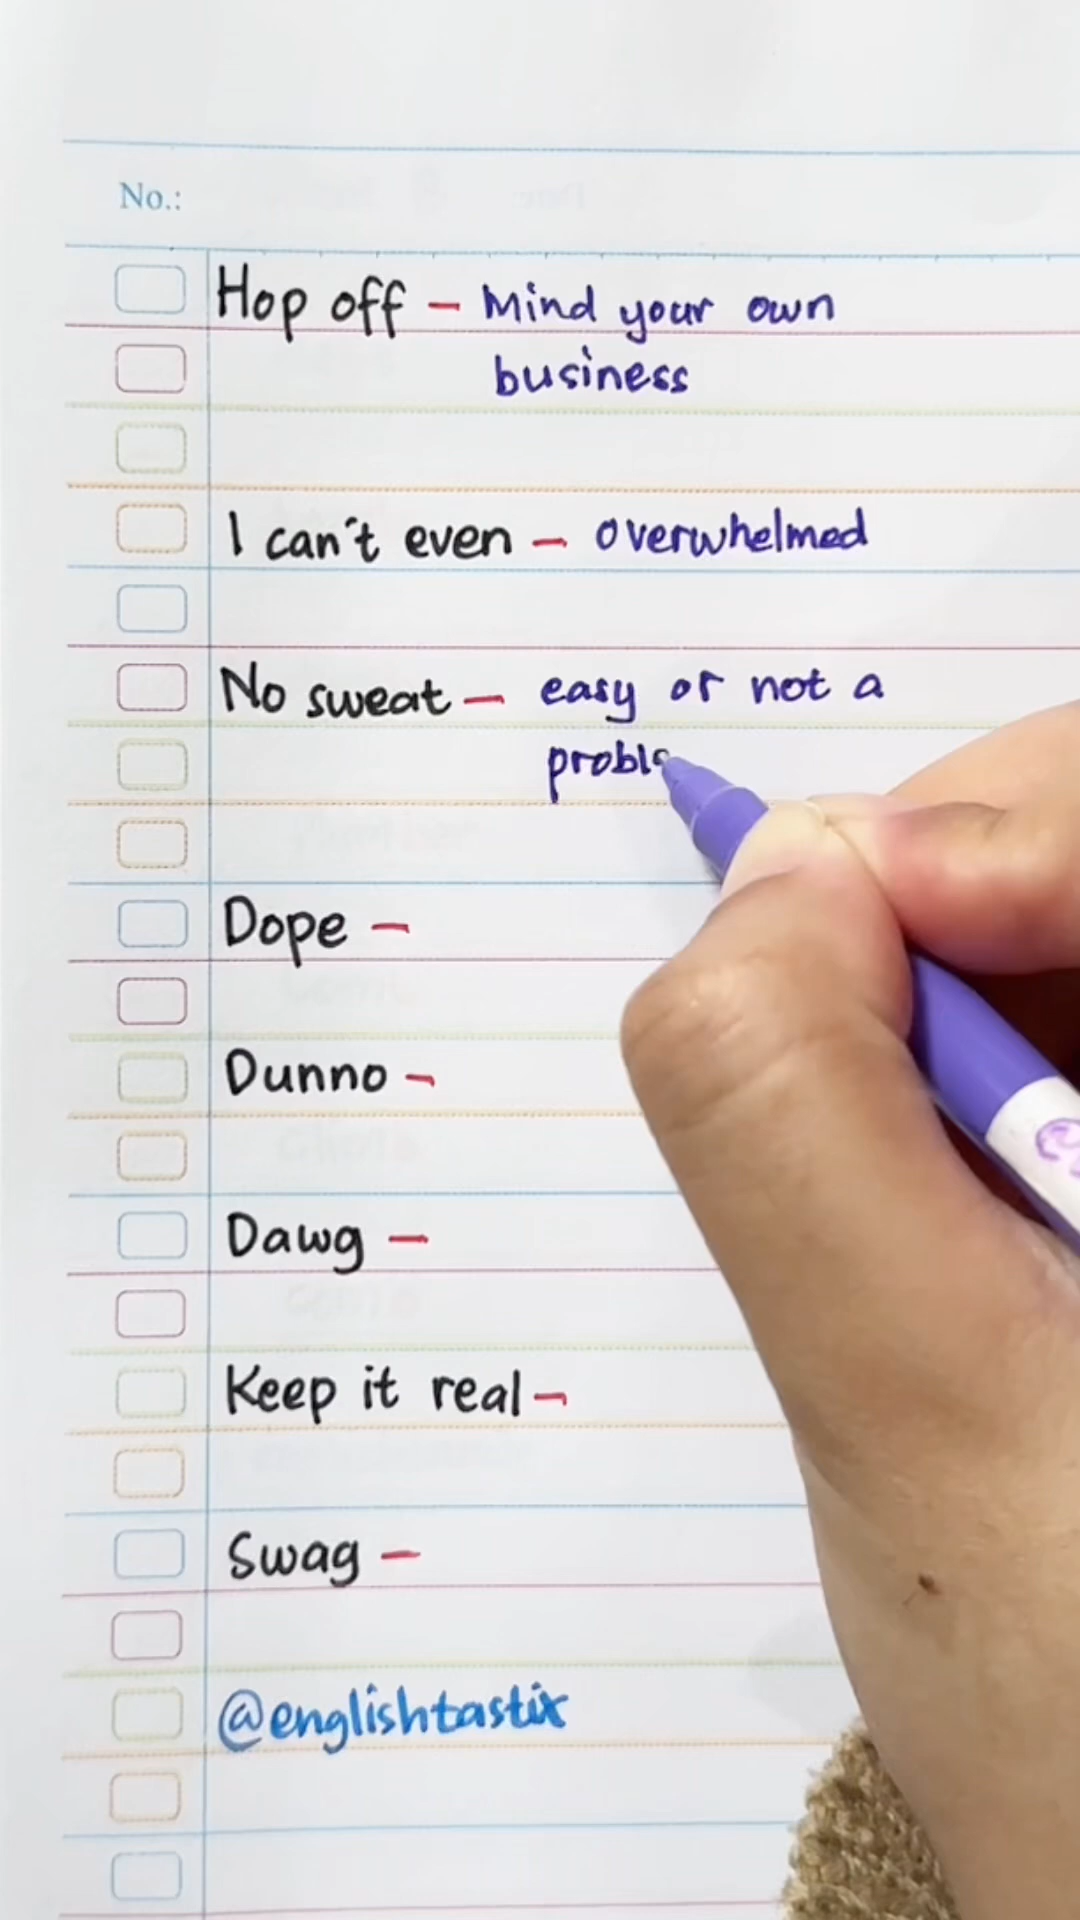 No.:
Hop off – Mind your own
business
I can't even – overwhelmed
No sweat – easy or not a
proble
Dope –
Dunno –
Dawg –
Keep it real –
Swag –
@englishtastix